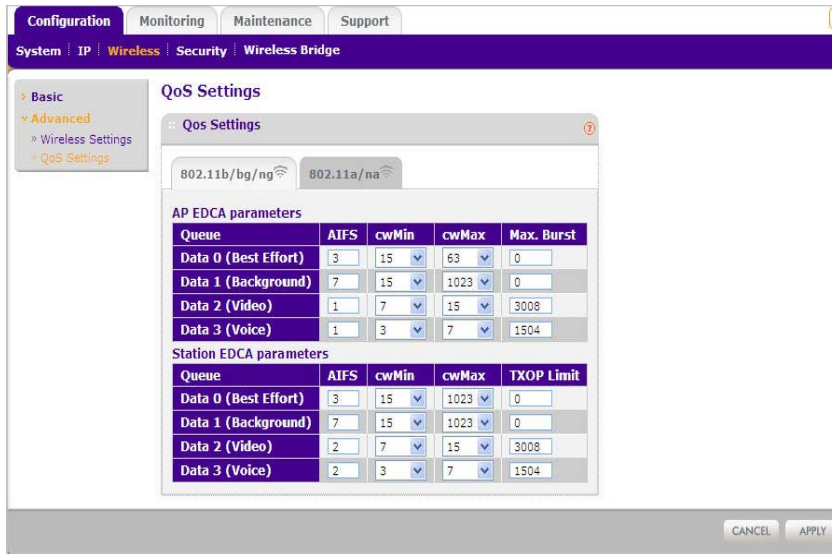 Configuration Monitoring Maintenance Support
System IP Wireless Security Wireless Bridge
Basic
Advanced
Wireless Settings
QoS Settings
QoS Settings
Qos Settings ?
802.11b/bg/ng 802.11a/na
AP EDCA parameters
Queue AIFS cwMin cwMax Max. Burst
Data 0 (Best Effort) 3 15 63 0
Data 1 (Background) 7 15 1023 0
Data 2 (Video) 1 7 15 3008
Data 3 (Voice) 1 3 7 1504
Station EDCA parameters
Queue AIFS cwMin cwMax TXOP Limit
Data 0 (Best Effort) 3 15 1023 0
Data 1 (Background) 7 15 1023 0
Data 2 (Video) 2 7 15 3008
Data 3 (Voice) 2 3 7 1504
CANCEL APPLY